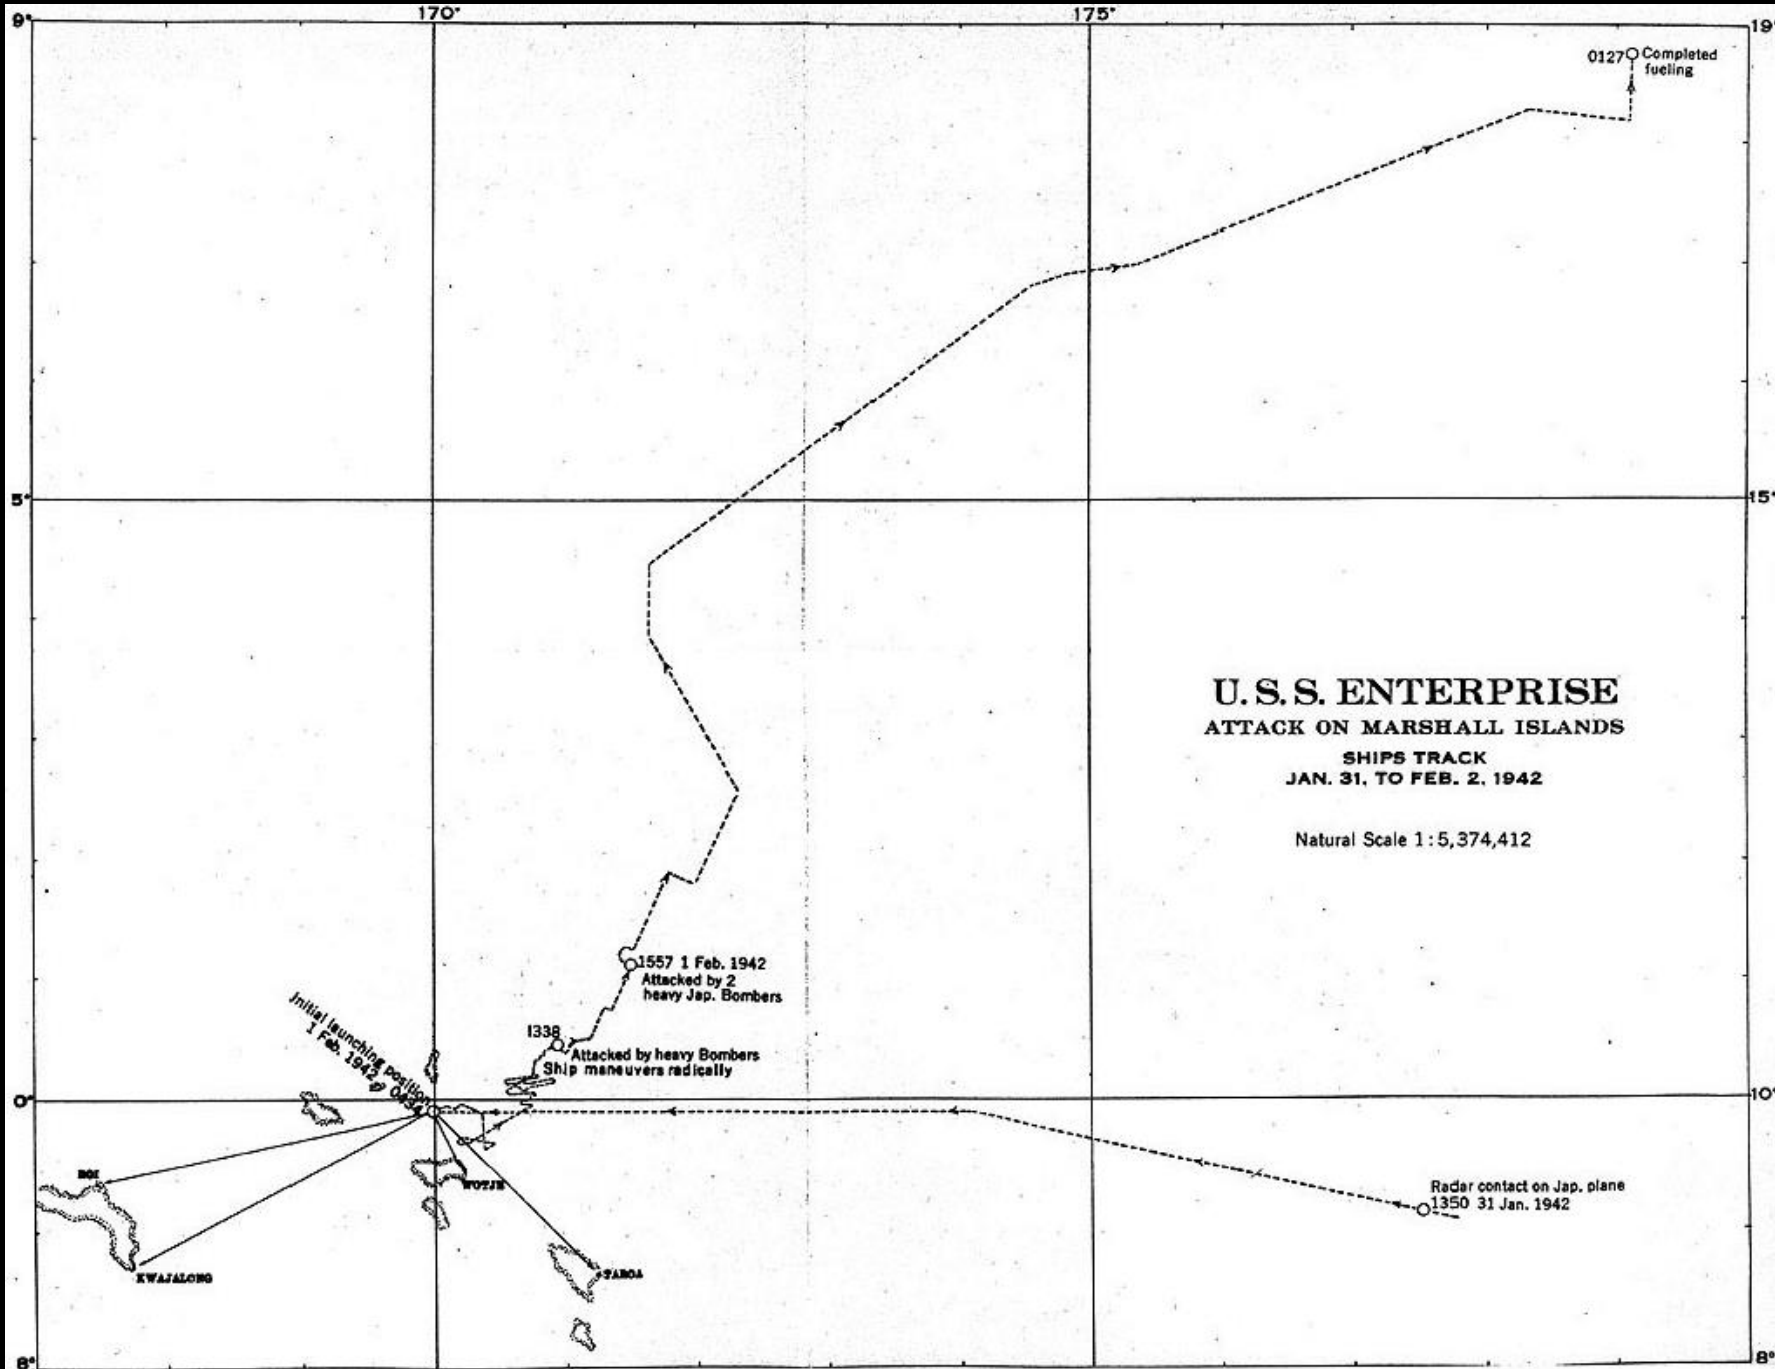 170°
175°
9°
19°
0127 Completed
fueling
5°
15°
U.S.S. ENTERPRISE
ATTACK ON MARSHALL ISLANDS
SHIPS TRACK
JAN. 31, TO FEB. 2, 1942
Natural Scale 1:5,374,412
1557 1 Feb. 1942
Attacked by 2
heavy Jap. Bombers
1338
Attacked by heavy Bombers
Ship maneuvers radically
Initial launching position
1 Feb. 1942
0°
10°
ROI
WOTJE
Radar contact on Jap. plane
1350 31 Jan. 1942
KWAJALONG
TAROA
8°
8°